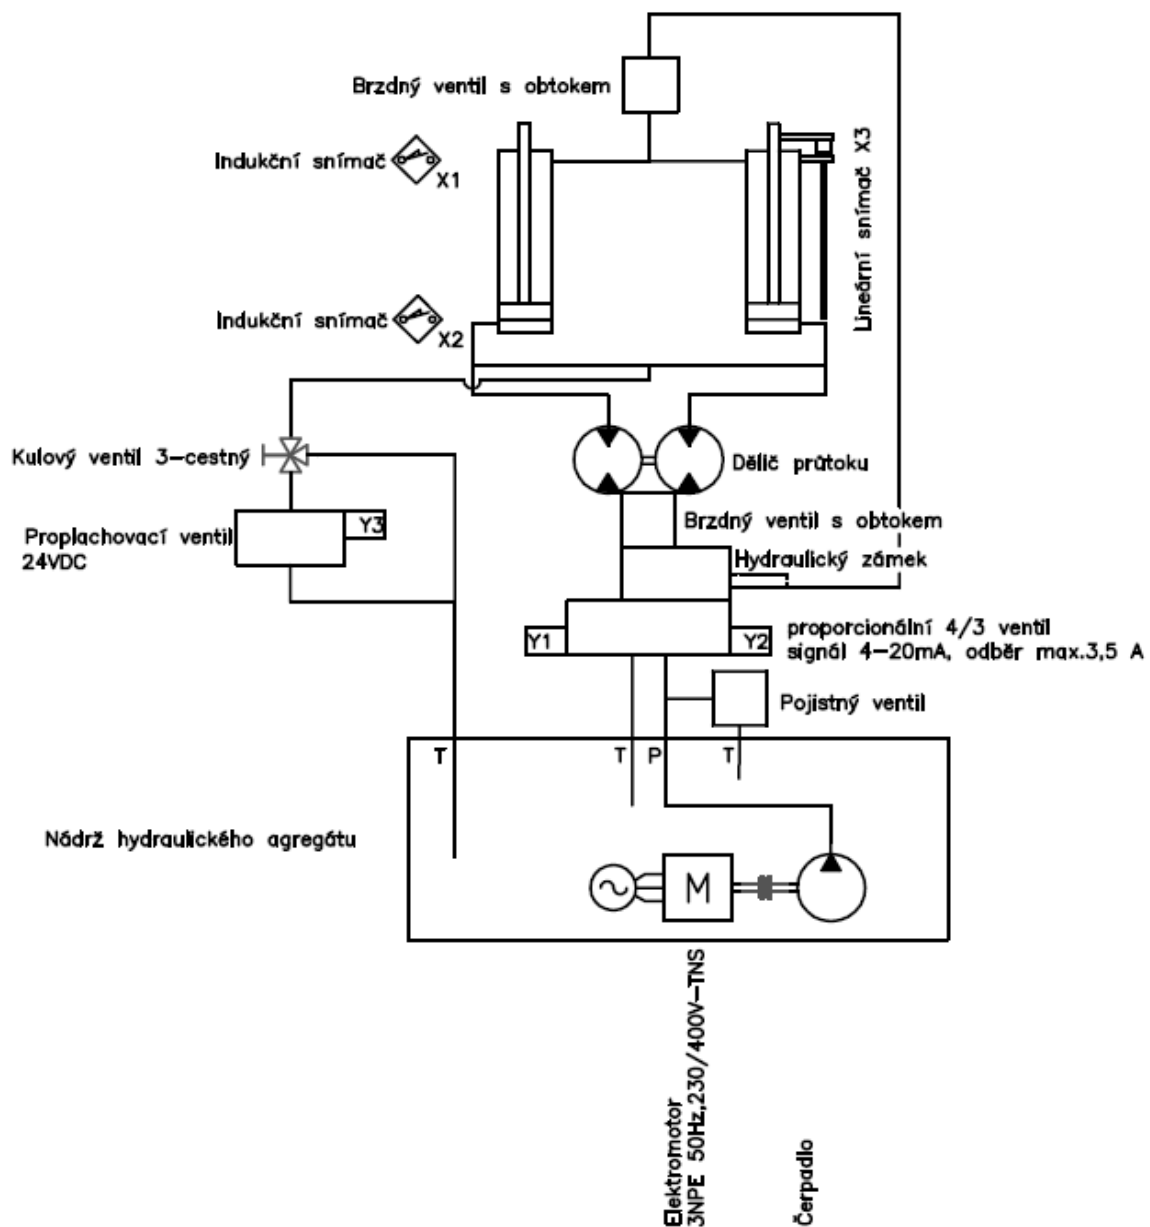 Brzdný ventil s obtokem
Indukční snímač
X1
Lineární snímač X3
Indukční snímač
X2
Kulový ventil 3-cestný
Dělič průtoku
Brzdný ventil s obtokem
Proplachovací ventil
24VDC
Y3
Hydraulický zámek
Y1
Y2
proporcionální 4/3 ventil
signál 4-20mA, odběr max.3,5 A
Pojistný ventil
T
T
P
T
Nádrž hydraulického agregátu
M
Elektromotor
3NPE 50Hz,230/400V-TNS
Čerpadlo